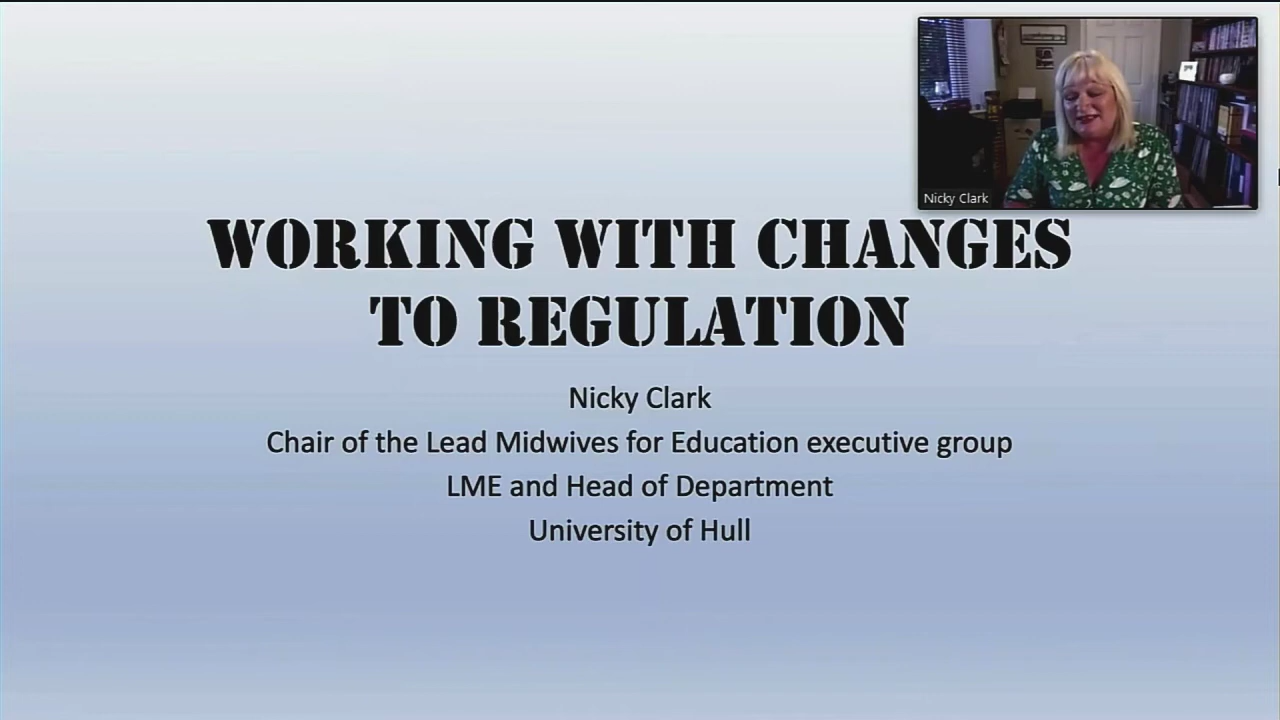 Nicky Clark
WORKING WITH CHANGES
TO REGULATION
Nicky Clark
Chair of the Lead Midwives for Education executive group
LME and Head of Department
University of Hull